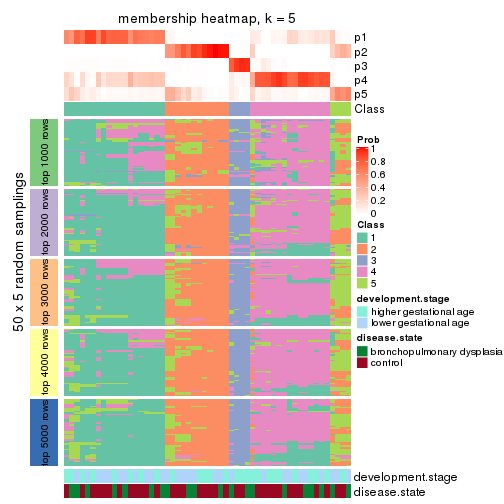 membership heatmap, k = 5
p1
p2
p3
p4
p5
Class
50 x 5 random samplings
top 1000 rows
top 2000 rows
top 3000 rows
top 4000 rows
top 5000 rows
Prob
1
0.8
0.6
0.4
0.2
0
Class
1
2
3
4
5
development.stage
higher gestational age
lower gestational age
disease.state
bronchopulmonary dysplasia
control
development.stage
disease.state